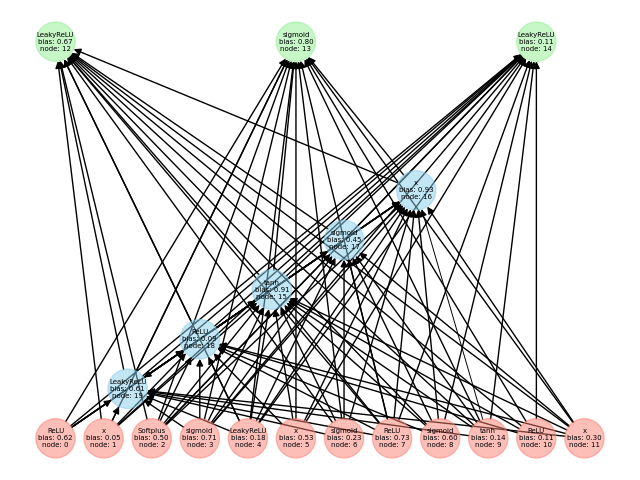 LeakyReLU
bias: 0.67
node: 12
sigmoid
bias: 0.80
node: 13
LeakyReLU
bias: 0.11
node: 14
x
bias: 0.93
node: 16
sigmoid
bias: 0.45
node: 17
tanh
bias: 0.91
node: 15
ReLU
bias: 0.09
node: 18
LeakyReLU
bias: 0.61
node: 19
ReLU
bias: 0.62
node: 0
x
bias: 0.05
node: 1
Softplus
bias: 0.50
node: 2
sigmoid
bias: 0.71
node: 3
LeakyReLU
bias: 0.18
node: 4
x
bias: 0.53
node: 5
sigmoid
bias: 0.23
node: 6
ReLU
bias: 0.73
node: 7
sigmoid
bias: 0.60
node: 8
tanh
bias: 0.14
node: 9
ReLU
bias: 0.11
node: 10
x
bias: 0.30
node: 11